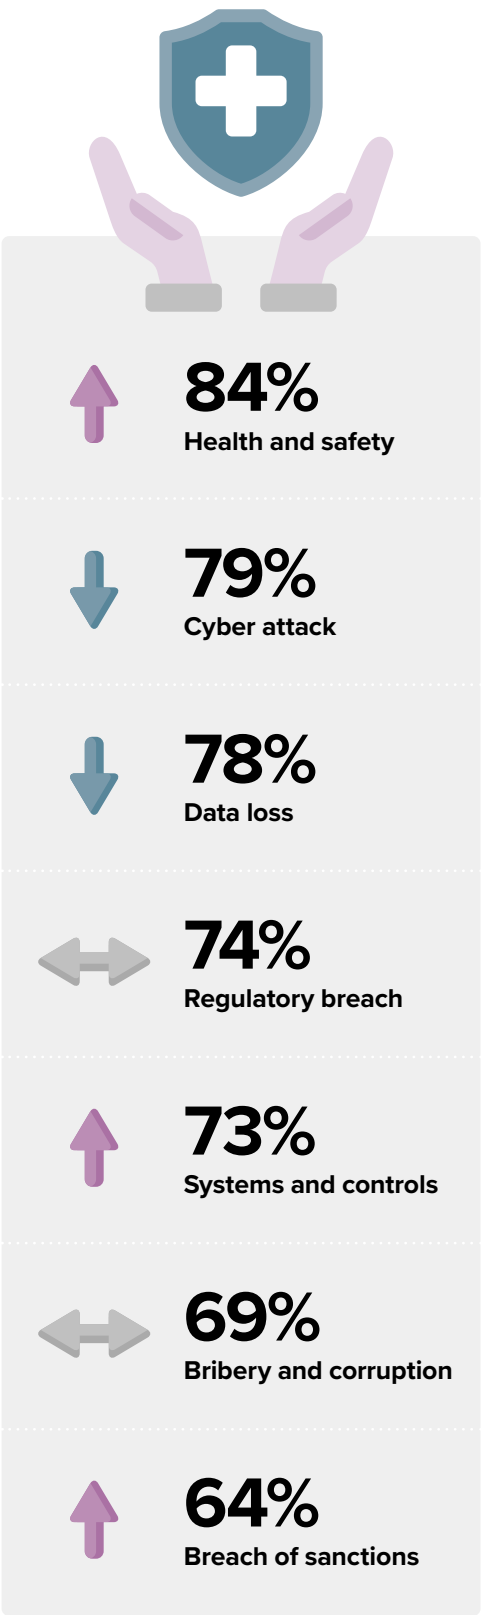 84%
Health and safety
79%
Cyber attack
78%
Data loss
74%
Regulatory breach
73%
Systems and controls
69%
Bribery and corruption
64%
Breach of sanctions